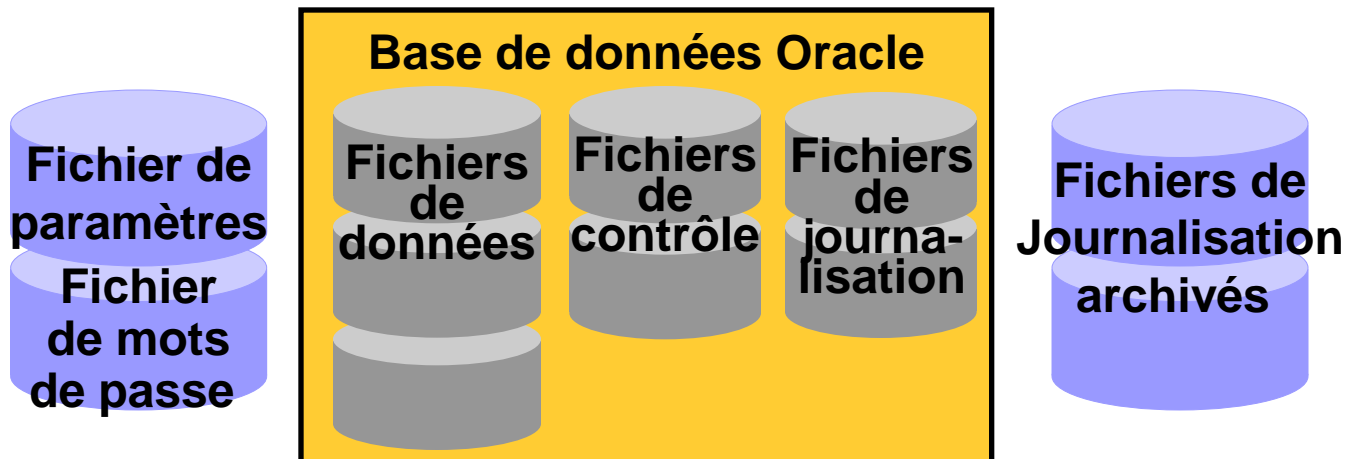 Base de données Oracle
Fichier de
paramètres
Fichier
de mots
de passe
Fichiers
de
données
Fichiers
de
contrôle
Fichiers
de
journa-
lisation
Fichiers de
Journalisation
archivés